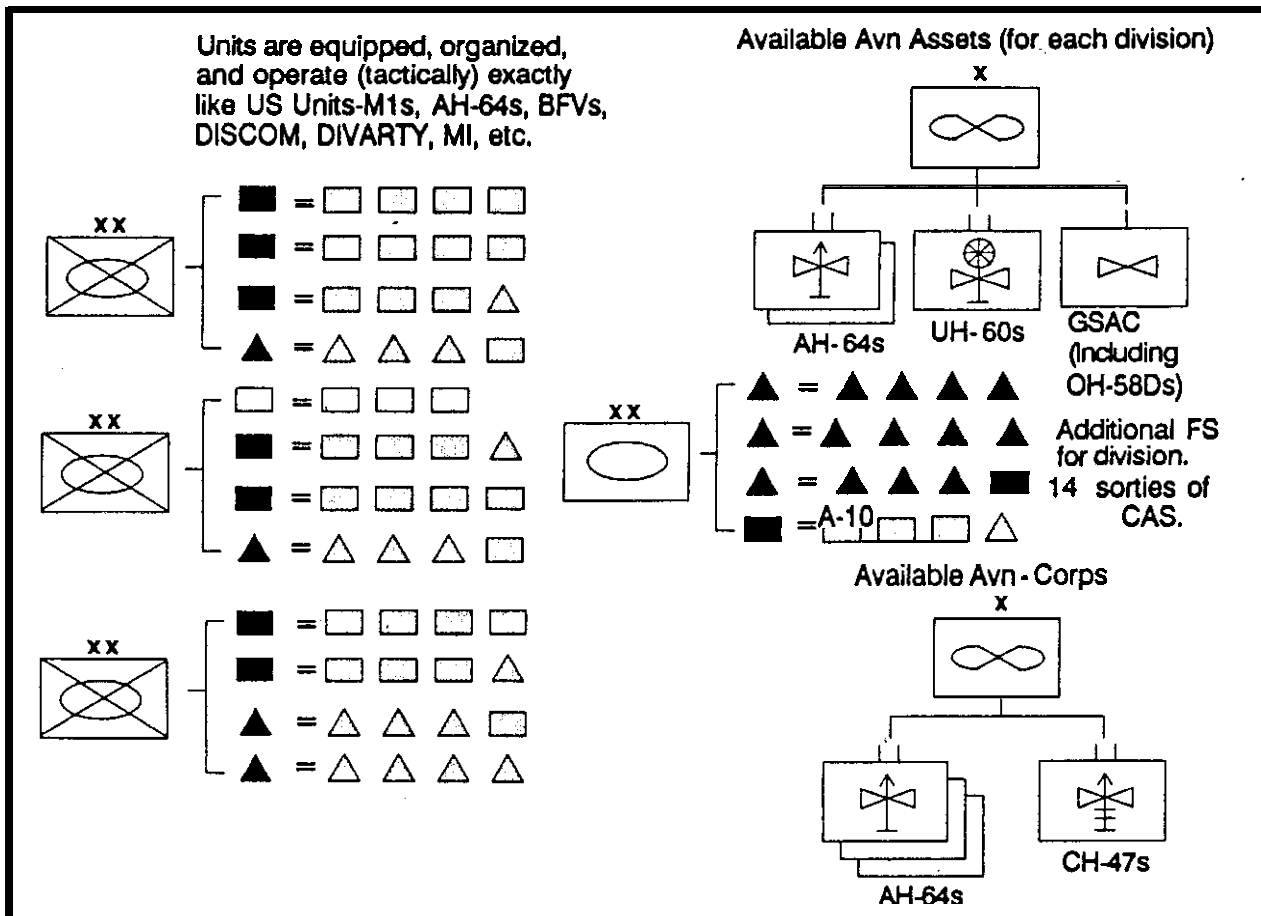 Units are equipped, organized,
and operate (tactically) exactly
like US Units-M1s, AH-64s, BFVs,
DISCOM, DIVARTY, MI, etc.
XX
=
=
=
=
XX
=
=
=
=
XX
=
=
=
=
Available Avn Assets (for each division)
X
AH-64s
UH-60s
GSAC
(Including
OH-58Ds)
XX
=
=
=
= A-10
Additional FS
for division.
14 sorties of
CAS.
Available Avn - Corps
X
AH-64s
CH-47s